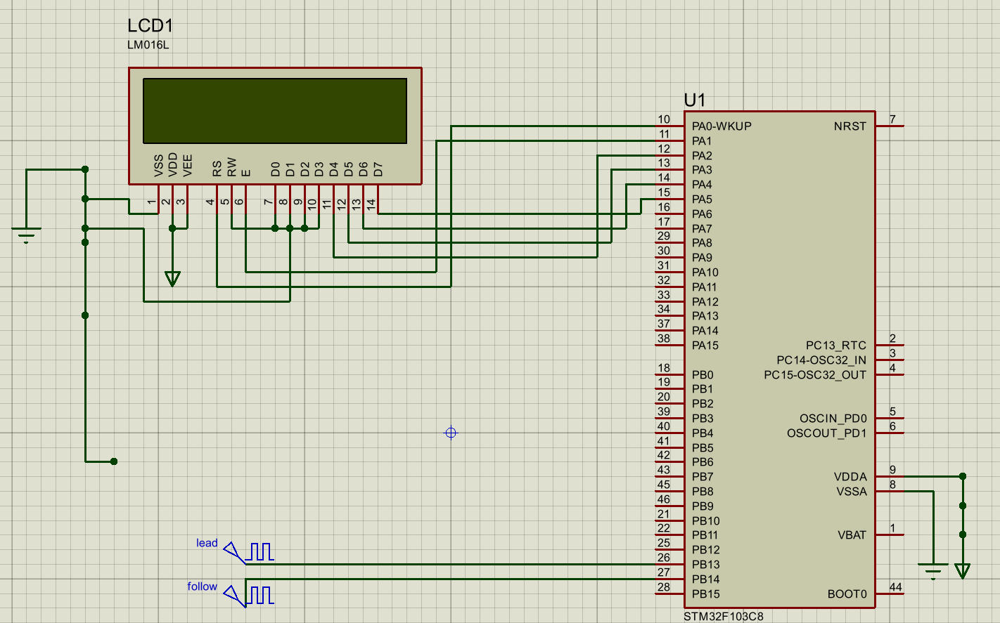 LCD1
LM016L
VSS VDD VEE RS RW E D0 D1 D2 D3 D4 D5 D6 D7
1 2 3 4 5 6 7 8 9 10 11 12 13 14
U1
10 PA0-WKUP NRST 7
11 PA1
12 PA2
13 PA3
14 PA4
15 PA5
16 PA6
17 PA7
29 PA8
30 PA9
31 PA10
32 PA11
33 PA12
34 PA13
37 PA14
38 PA15 PC13_RTC 2
PC14-OSC32_IN 3
18 PB0 PC15-OSC32_OUT 4
19 PB1
20 PB2
39 PB3 OSCIN_PD0 5
40 PB4 OSCOUT_PD1 6
41 PB5
42 PB6
43 PB7 VDDA 9
45 PB8 VSSA 8
46 PB9
21 PB10
22 PB11 VBAT 1
25 PB12
lead 26 PB13
27 PB14
follow 28 PB15 BOOT0 44
STM32F103C8